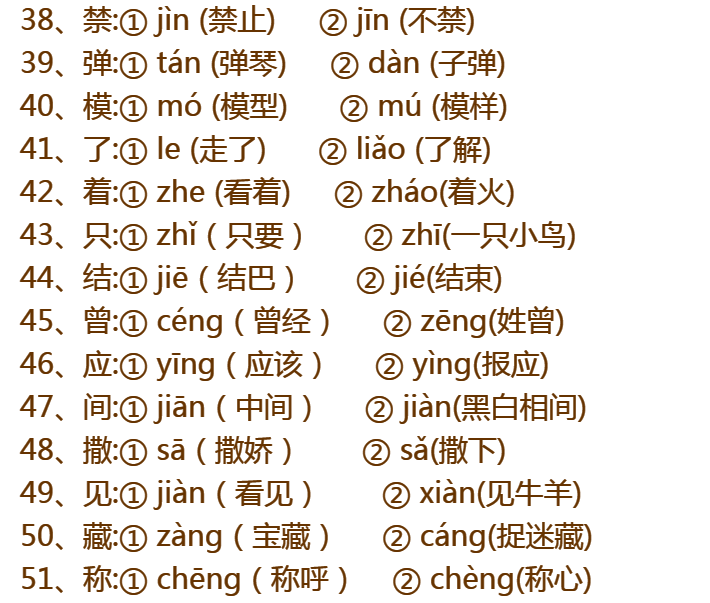 38、禁:① jìn (禁止) ② jīn (不禁)
39、弹:① tán (弹琴) ② dàn (子弹)
40、模:① mó (模型) ② mú (模样)
41、了:① le (走了) ② liǎo (了解)
42、着:① zhe (看着) ② zháo(着火)
43、只:① zhǐ（只要） ② zhī(一只小鸟)
44、结:① jiē（结巴） ② jié(结束)
45、曾:① céng（曾经） ② zēng(姓曾)
46、应:① yīng（应该） ② yìng(报应)
47、间:① jiān（中间） ② jiàn(黑白相间)
48、撒:① sā（撒娇） ② sǎ(撒下)
49、见:① jiàn（看见） ② xiàn(见牛羊)
50、藏:① zàng（宝藏） ② cáng(捉迷藏)
51、称:① chēng（称呼） ② chèng(称心)